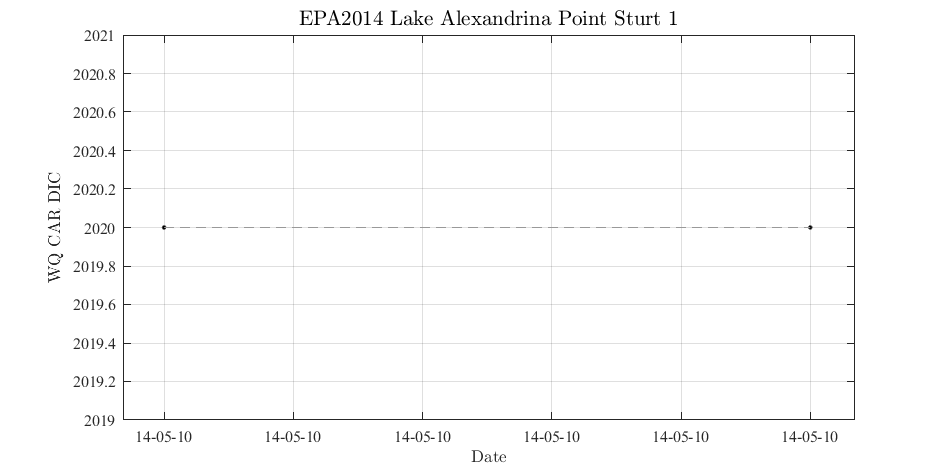 EPA2014 Lake Alexandrina Point Sturt 1
2021
2020.8
2020.6
2020.4
2020.2
2020
2019.8
2019.6
2019.4
2019.2
2019
WQ CAR DIC
14-05-10 14-05-10 14-05-10 14-05-10 14-05-10 14-05-10
Date